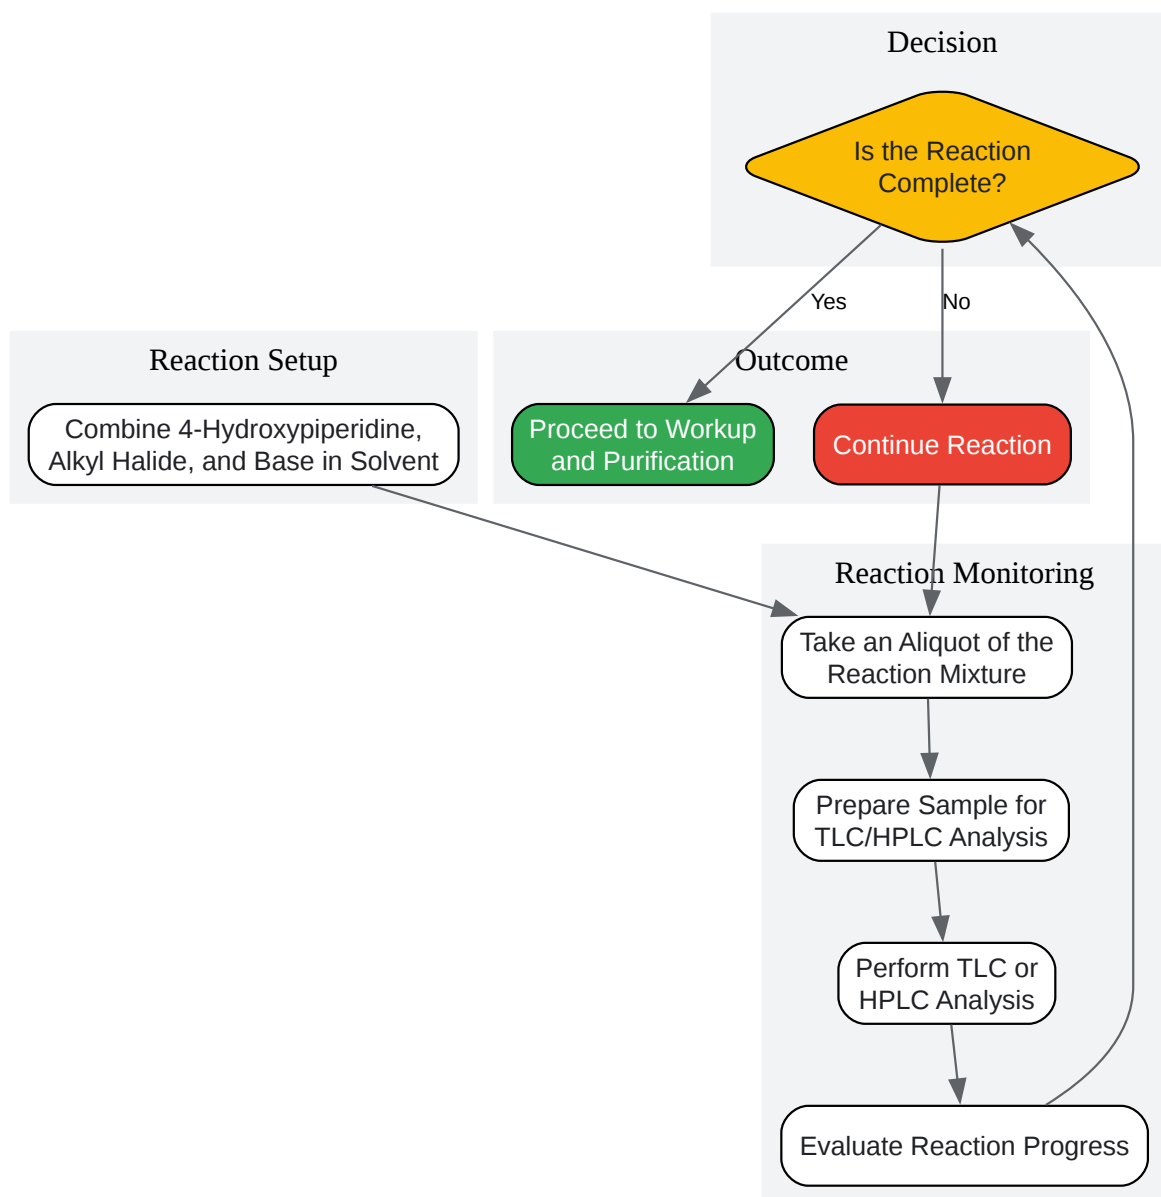 Decision
Is the Reaction
Complete?
Yes
No
Reaction Setup
Combine 4-Hydroxypiperidine,
Alkyl Halide, and Base in Solvent
Outcome
Proceed to Workup
and Purification
Continue Reaction
Reaction Monitoring
Take an Aliquot of the
Reaction Mixture
Prepare Sample for
TLC/HPLC Analysis
Perform TLC or
HPLC Analysis
Evaluate Reaction Progress